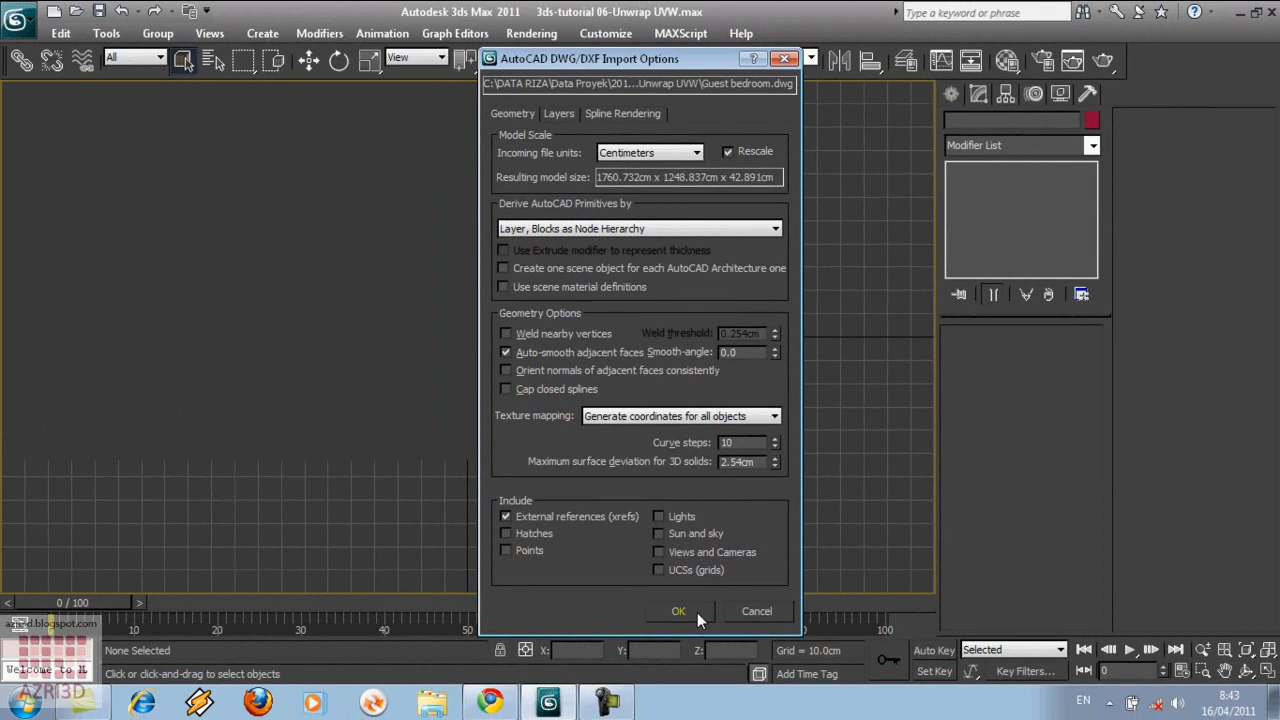 Autodesk 3ds Max 2011    3ds-tutorial 06-Unwrap UVW.max
Type a keyword or phrase
Edit Tools Group Views Create Modifiers Animation Graph Editors Rendering Customize MAXScript Help
All
View
AutoCAD DWG/DXF Import Options
C:\DATA RIZA\Data Proyek\201...Unwrap UVW\Guest bedroom.dwg
Geometry Layers Spline Rendering
Model Scale
Incoming file units: Centimeters Rescale
Resulting model size: 1760.732cm x 1248.837cm x 42.891cm
Derive AutoCAD Primitives by
Layer, Blocks as Node Hierarchy
Use Extrude modifier to represent thickness
Create one scene object for each AutoCAD Architecture one
Use scene material definitions
Geometry Options
Weld nearby vertices Weld threshold: 0.254cm
Auto-smooth adjacent faces Smooth-angle: 0.0
Orient normals of adjacent faces consistently
Cap closed splines
Texture mapping: Generate coordinates for all objects
Curve steps: 10
Maximum surface deviation for 3D solids: 2.54cm
Include
External references (xrefs) Lights
Hatches Sun and sky
Points Views and Cameras
UCSs (grids)
OK Cancel
Modifier List
< 0 / 100 >
10 20 30 40 50 100
azri-d.blogspot.com
None Selected X: Y: Z: Grid = 10.0cm Auto Key Selected
Welcome to M
Click or click-and-drag to select objects Add Time Tag Set Key Key Filters... 0
AZRI3D
EN 8:43
16/04/2011